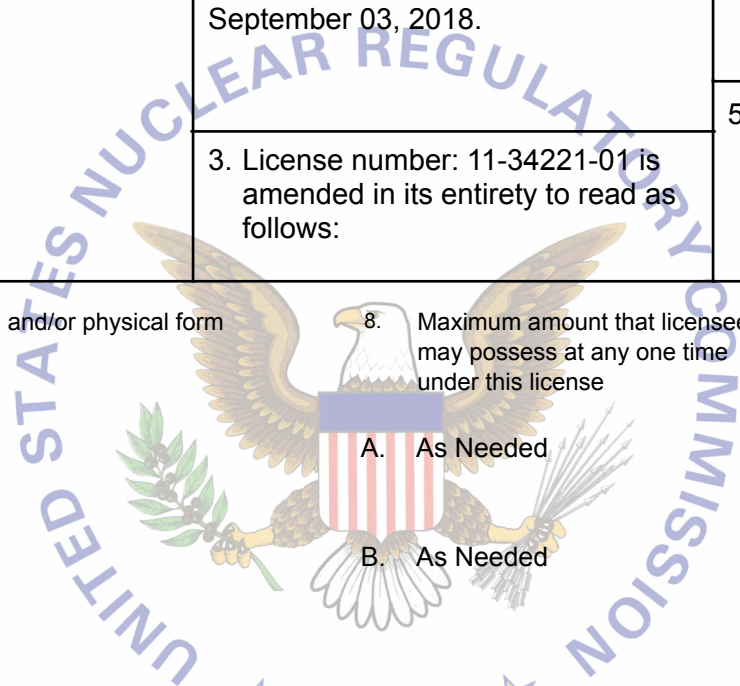 September 03, 2018.
5
3. License number: 11-34221-01 is
amended in its entirety to read as
follows:
and/or physical form
8. Maximum amount that licensee
may possess at any one time
under this license
A. As Needed
B. As Needed
UNITED STATES NUCLEAR REGULATORY COMMISSION